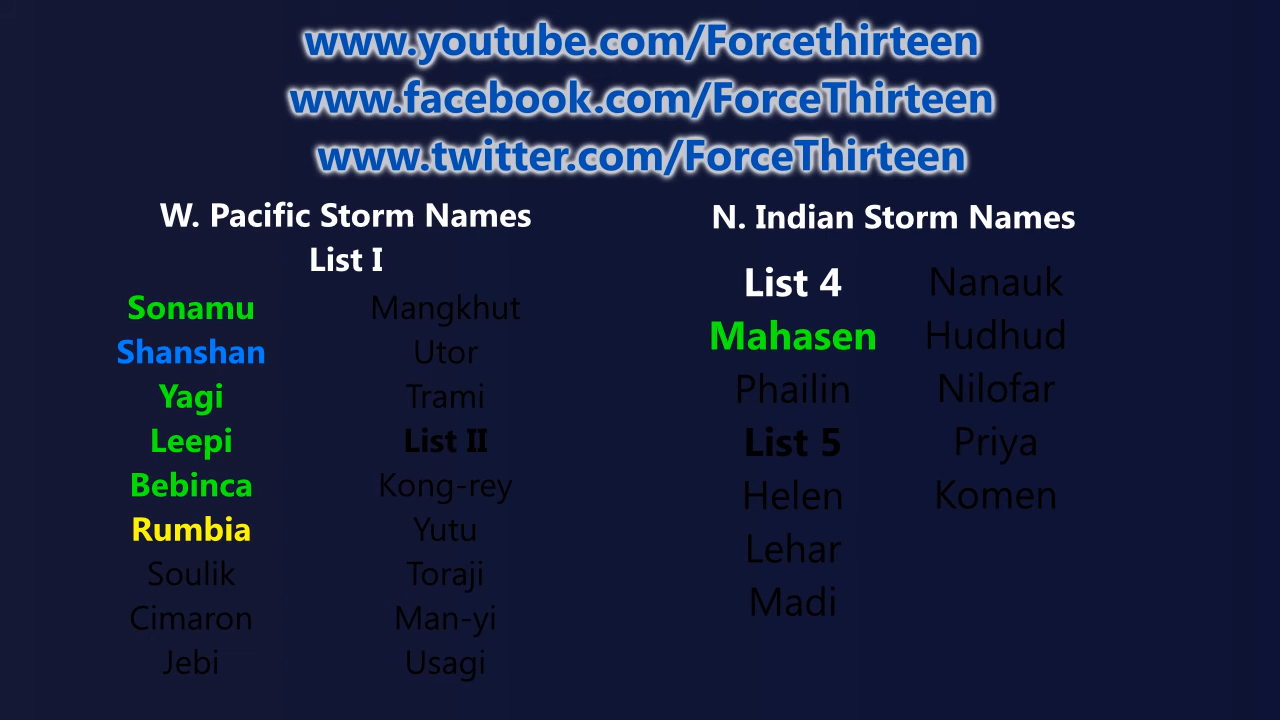 www.youtube.com/Forcethirteen
www.facebook.com/ForceThirteen
www.twitter.com/ForceThirteen
W. Pacific Storm Names
List I
Sonamu
Shanshan
Yagi
Leepi
Bebinca
Rumbia
Soulik
Cimaron
Jebi
Mangkhut
Utor
Trami
List II
Kong-rey
Yutu
Toraji
Man-yi
Usagi
N. Indian Storm Names
List 4
Mahasen
Phailin
List 5
Helen
Lehar
Madi
Nanauk
Hudhud
Nilofar
Priya
Komen